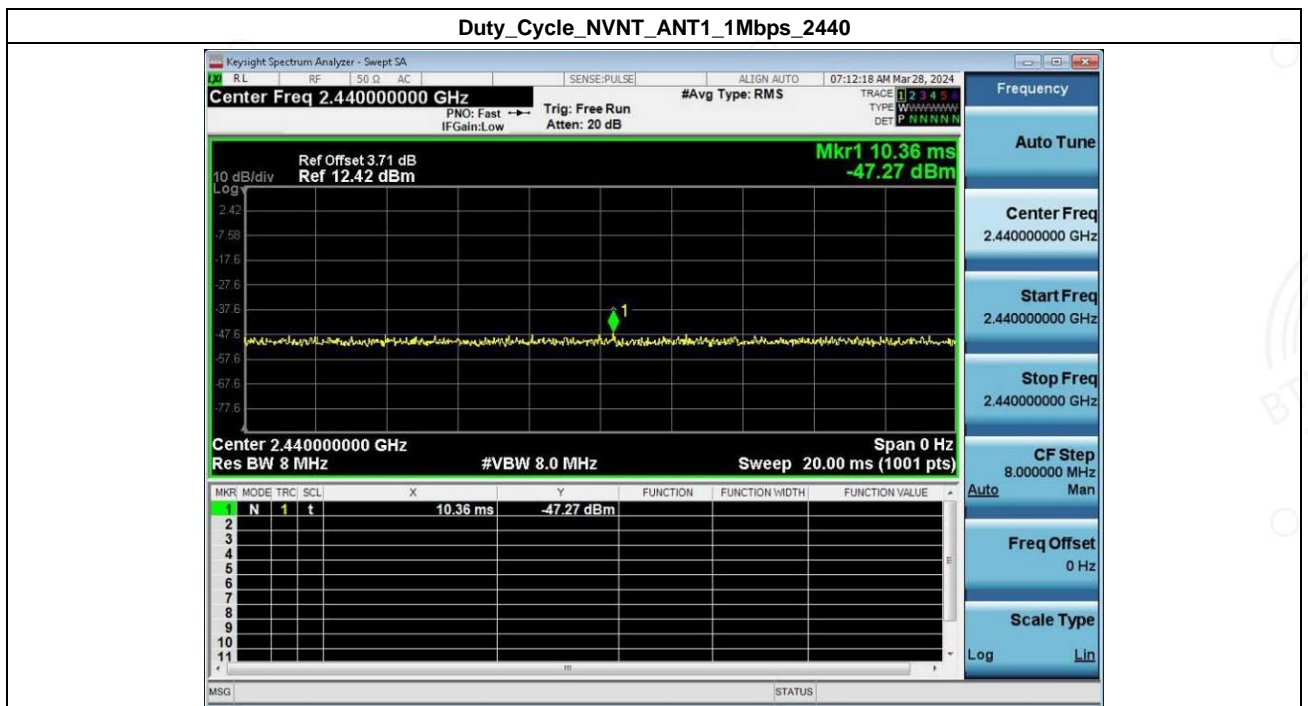 Duty_Cycle_NVNT_ANT1_1Mbps_2440
Keysight Spectrum Analyzer - Swept SA
LXI RL RF 50 Ω AC SENSE:PULSE ALIGN AUTO 07:12:18 AM Mar 28, 2024
Center Freq 2.440000000 GHz
PNO: Fast
IFGain:Low
Trig: Free Run
Atten: 20 dB
#Avg Type: RMS
TRACE 1 2 3 4 5 6
TYPE WWWWWW
DET P N N N N N
Mkr1 10.36 ms
-47.27 dBm
Ref Offset 3.71 dB
10 dB/div Ref 12.42 dBm
Log
2.42
-7.58
-17.6
-27.6
-37.6
1
-47.6
-57.6
-67.6
-77.6
Center 2.440000000 GHz Span 0 Hz
Res BW 8 MHz #VBW 8.0 MHz Sweep 20.00 ms (1001 pts)
MKR MODE TRC SCL X Y FUNCTION FUNCTION WIDTH FUNCTION VALUE
1 N 1 t 10.36 ms -47.27 dBm
2
3
4
5
6
7
8
9
10
11
MSG STATUS
Frequency
Auto Tune
Center Freq
2.440000000 GHz
Start Freq
2.440000000 GHz
Stop Freq
2.440000000 GHz
CF Step
8.000000 MHz
Auto Man
Freq Offset
0 Hz
Scale Type
Log Lin